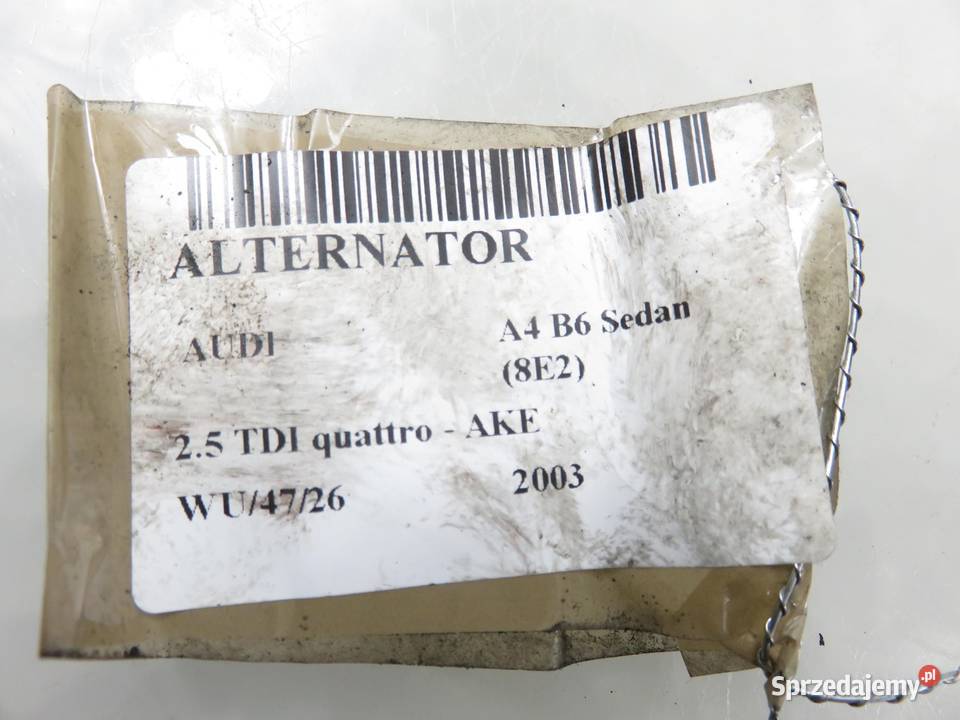 ALTERNATOR
AUDI A4 B6 Sedan
(8E2)
2.5 TDI quattro - AKE
WU/47/26 2003
Sprzedajemy.pl